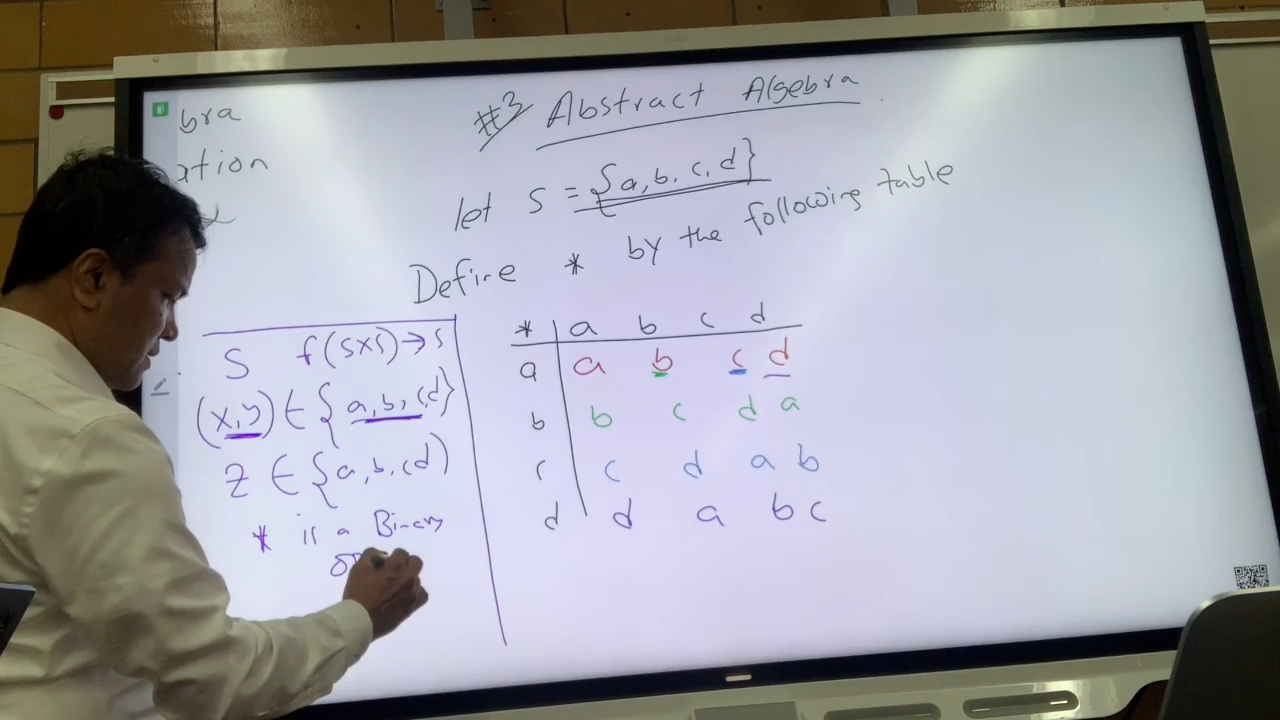 bra
ation
#3 Abstract Algebra
let S = {a, b, c, d}
Define * by the following table
S f(S×S) → S
(x,y) ∈ {a, b, c, d}
z ∈ {a, b, c d)
* is a Binary
* a b c d
a a b c d
b b c d a
c c d a b
d d a b c